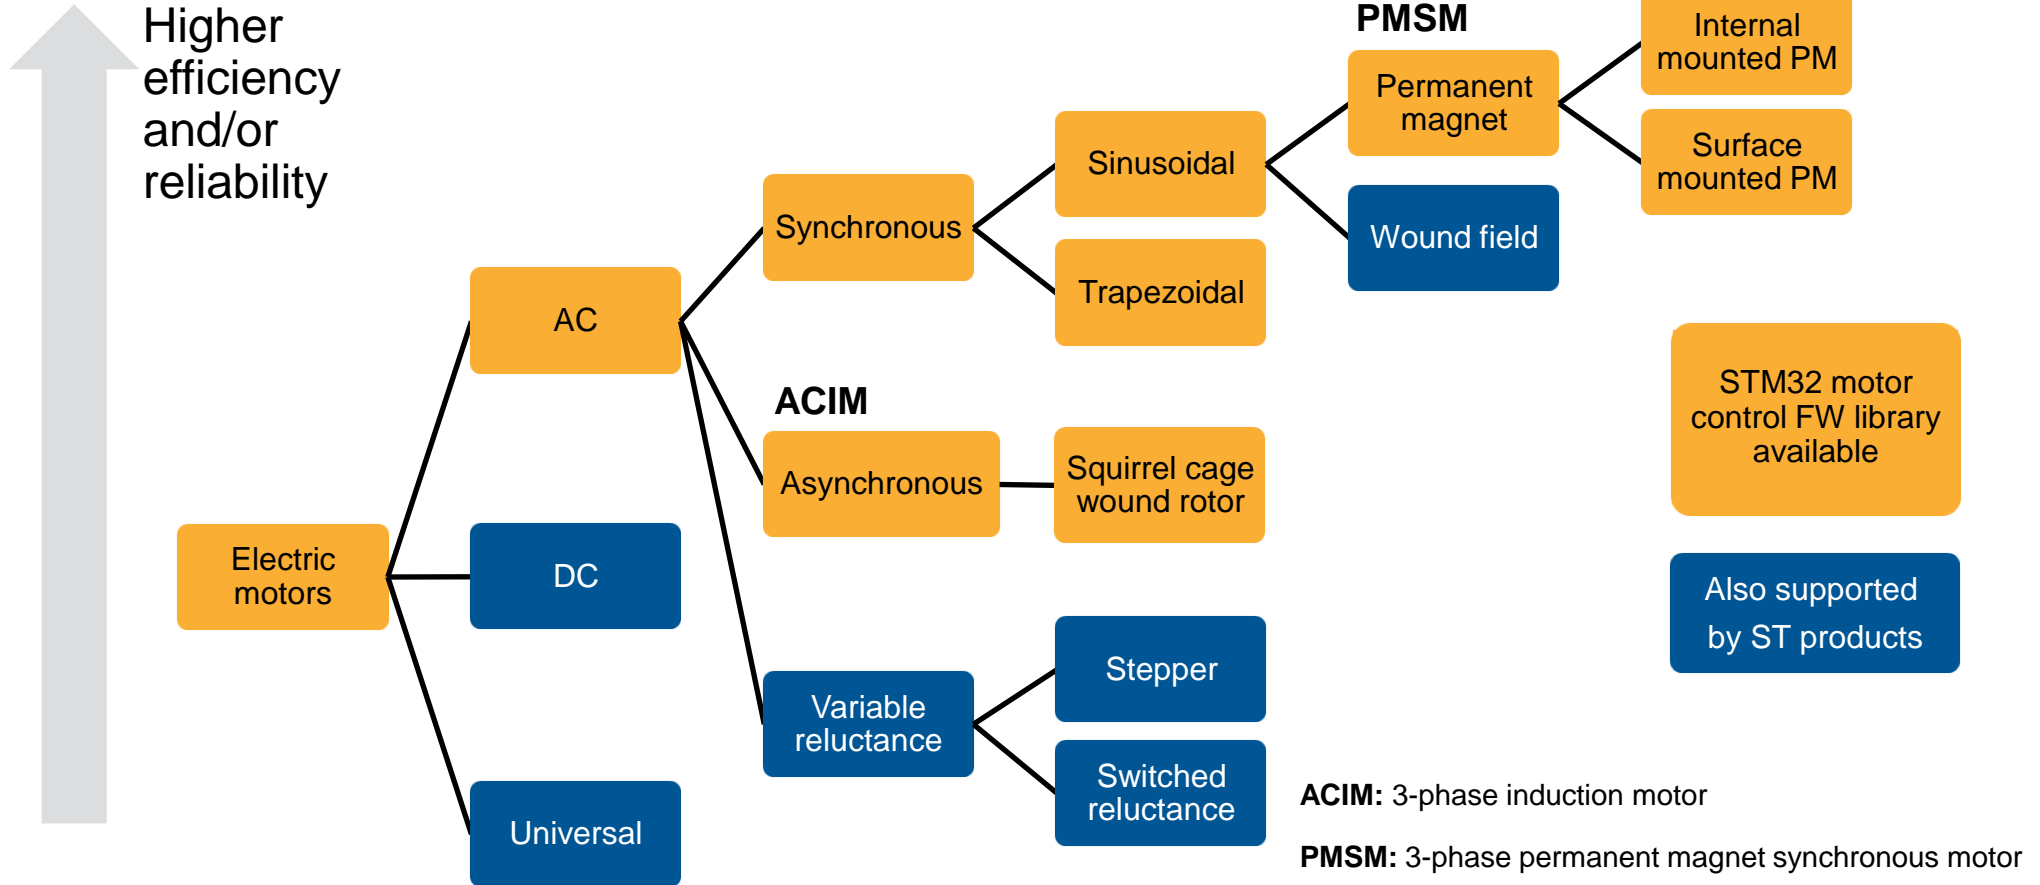 Higher
efficiency
and/or
reliability
PMSM
Internal
mounted PM
Permanent
magnet
Surface
mounted PM
Sinusoidal
Synchronous
Wound field
Trapezoidal
AC
ACIM
Asynchronous
Squirrel cage
wound rotor
STM32 motor
control FW library
available
Electric
motors
DC
Also supported
by ST products
Variable
reluctance
Stepper
Switched
reluctance
Universal
ACIM: 3-phase induction motor
PMSM: 3-phase permanent magnet synchronous motor